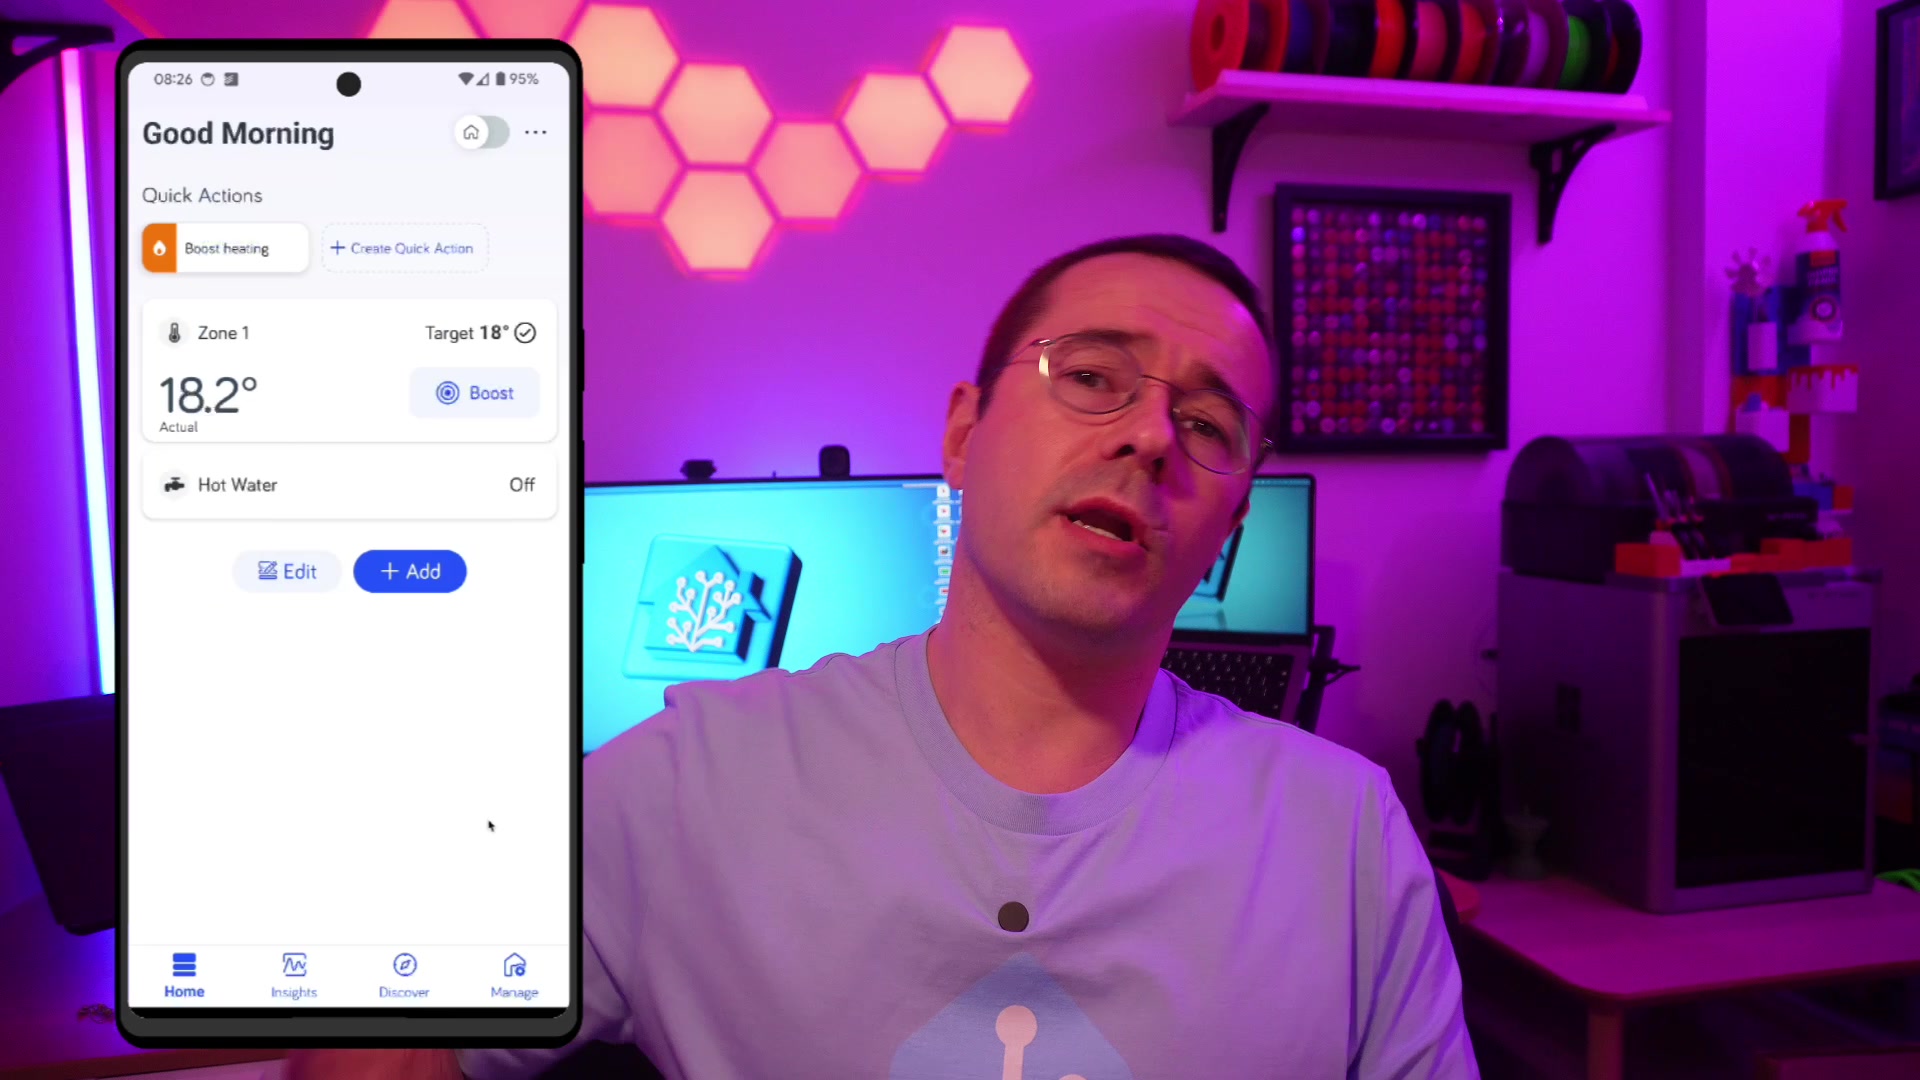 08:26
95%
Good Morning
Quick Actions
Boost heating
+ Create Quick Action
Zone 1
Target 18°
18.2°
Boost
Actual
Hot Water
Off
Edit
+ Add
Home
Insights
Discover
Manage